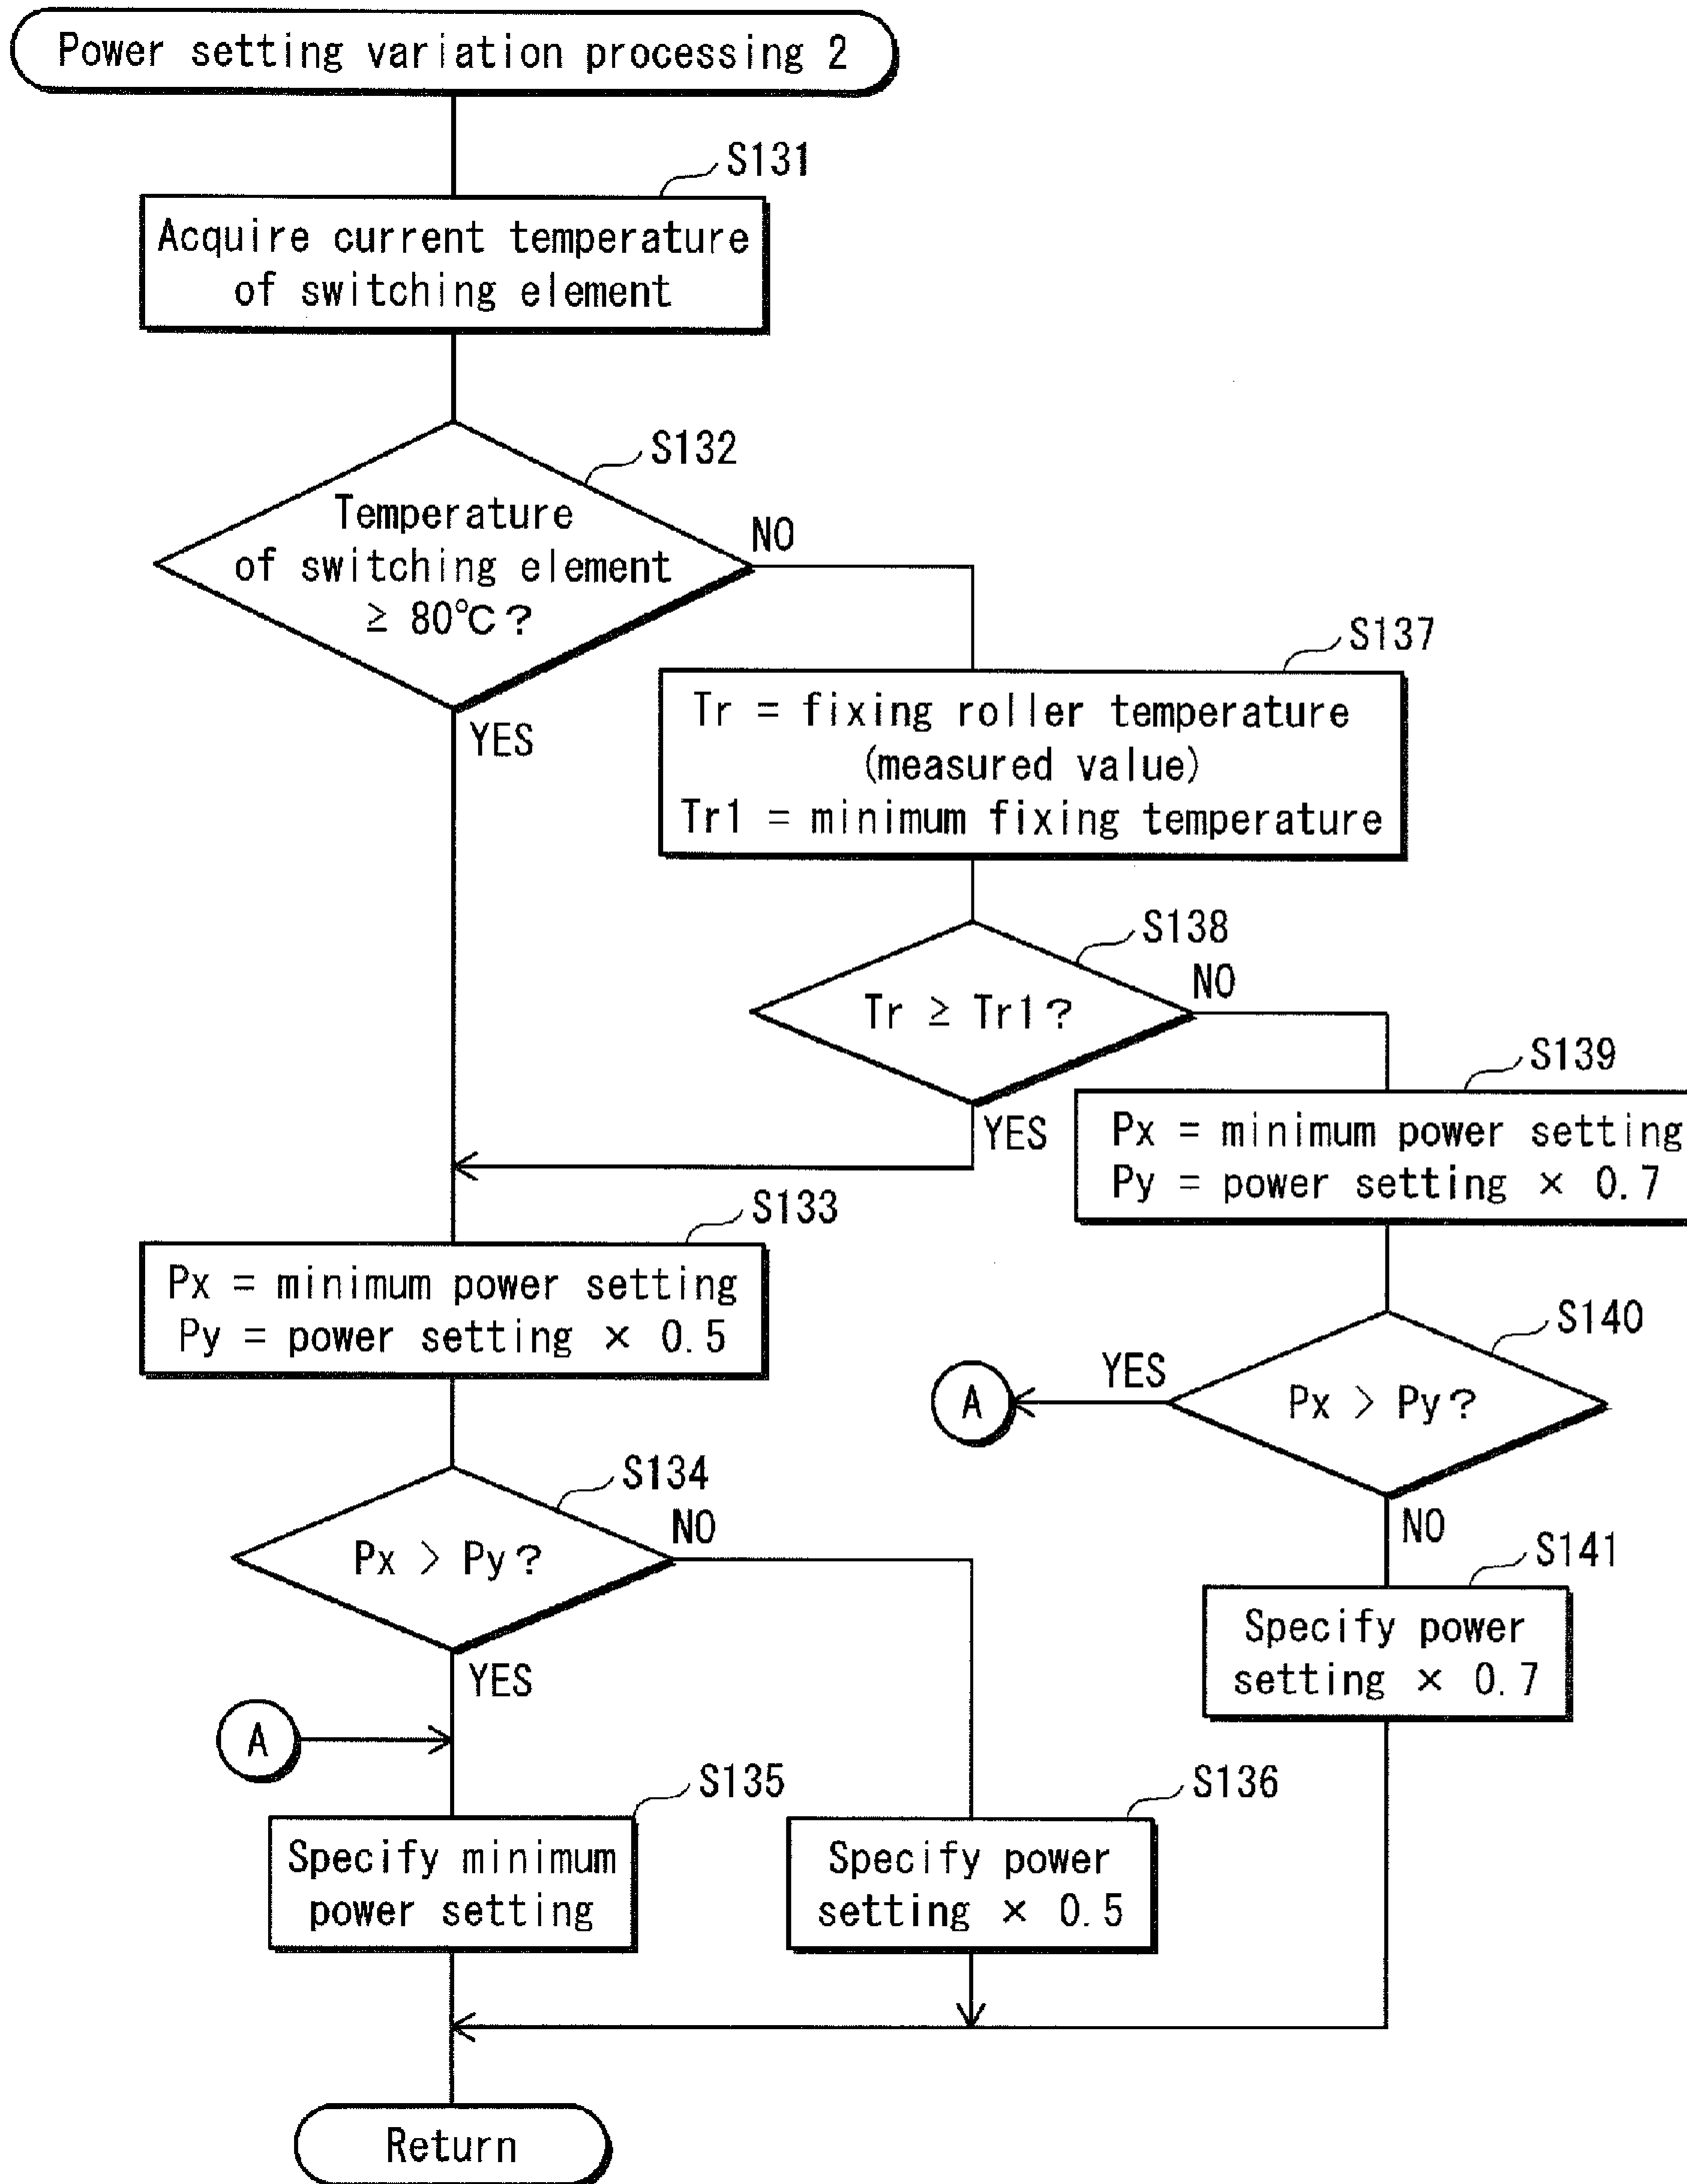 Power setting variation processing 2
S131
Acquire current temperature
of switching element
S132
Temperature
of switching element
≥ 80℃?
NO
YES
S137
Tr = fixing roller temperature
(measured value)
Tr1 = minimum fixing temperature
S138
Tr ≥ Tr1?
NO
YES
S139
Px = minimum power setting
Py = power setting × 0.7
S133
Px = minimum power setting
Py = power setting × 0.5
S140
Px > Py?
YES
A
NO
S134
Px > Py?
NO
YES
S141
Specify power
setting × 0.7
A
S135
Specify minimum
power setting
S136
Specify power
setting × 0.5
Return